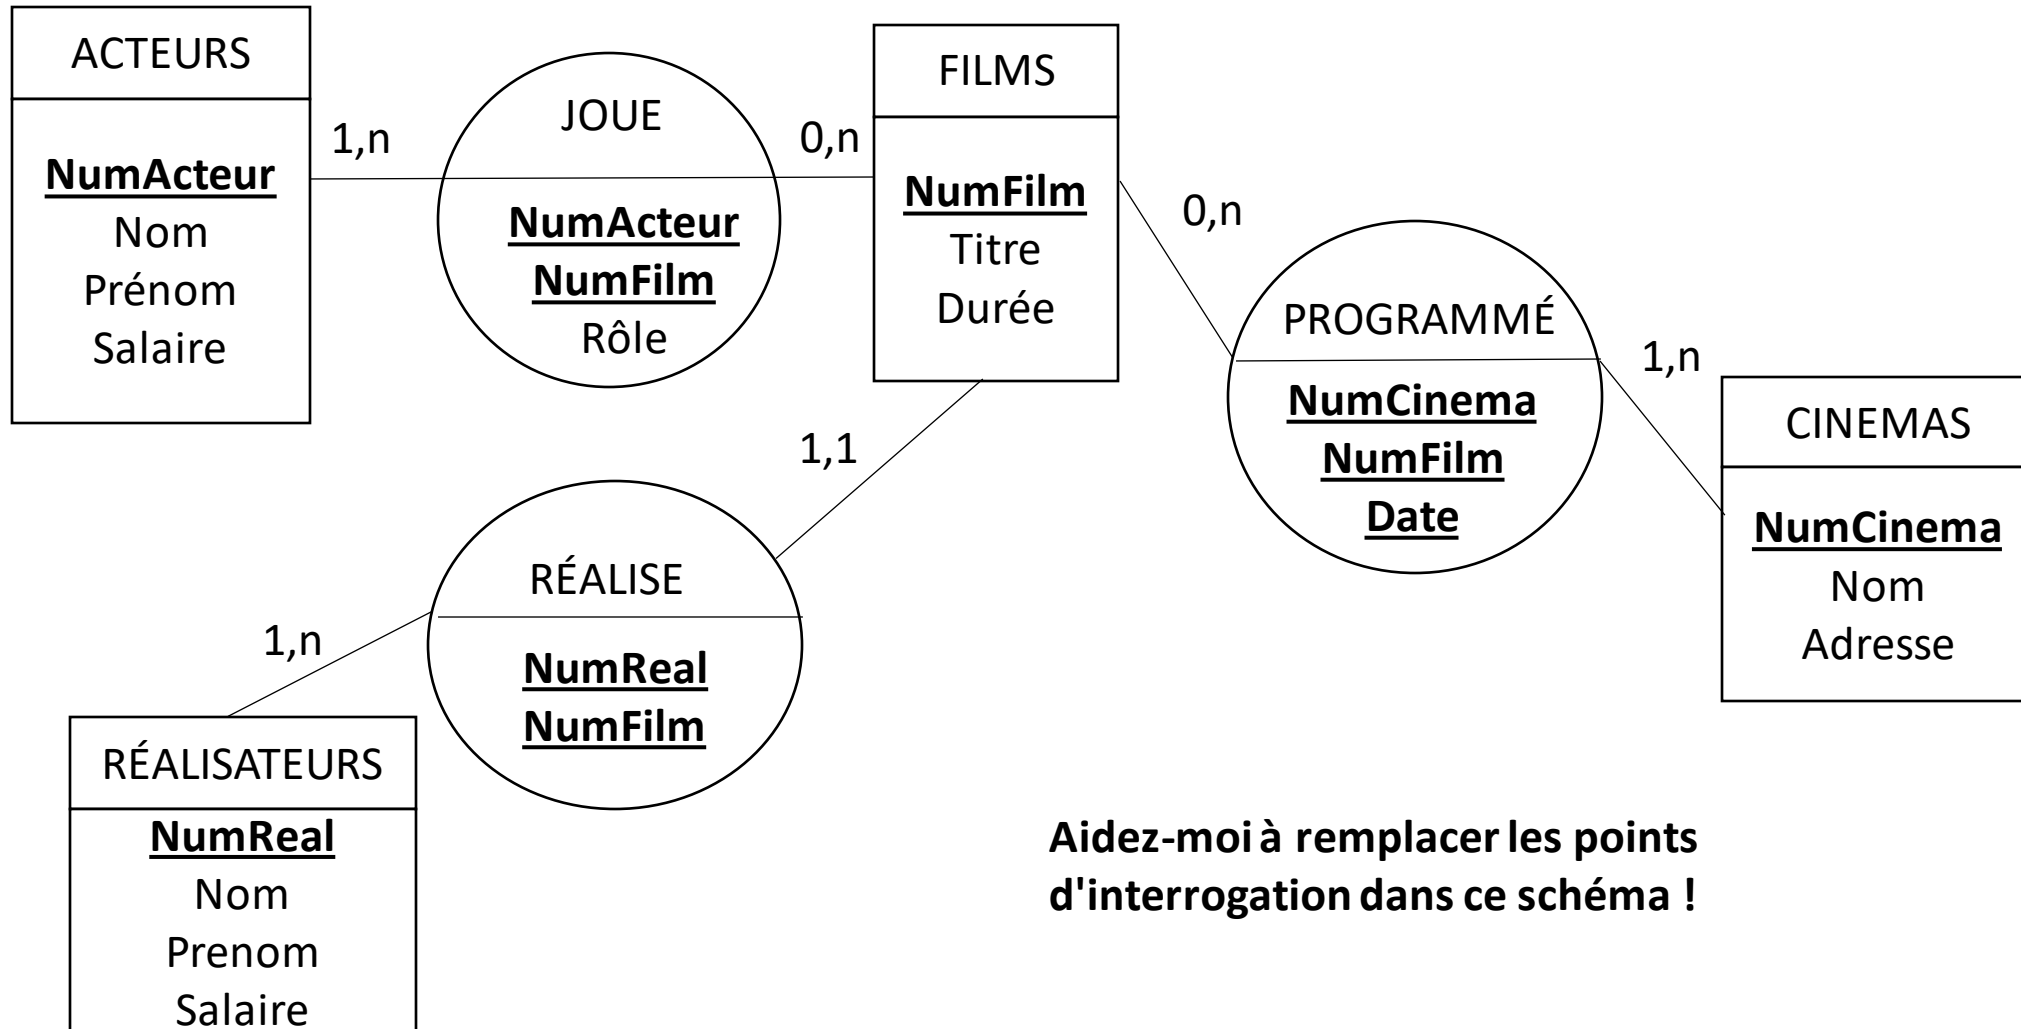 ACTEURS
NumActeur
Nom
Prénom
Salaire
1,n
JOUE
NumActeur
NumFilm
Rôle
0,n
FILMS
NumFilm
Titre
Durée
0,n
PROGRAMMÉ
NumCinema
NumFilm
Date
1,n
CINEMAS
NumCinema
Nom
Adresse
1,1
RÉALISE
NumReal
NumFilm
1,n
RÉALISATEURS
NumReal
Nom
Prenom
Salaire
Aidez-moi à remplacer les points
d'interrogation dans ce schéma !